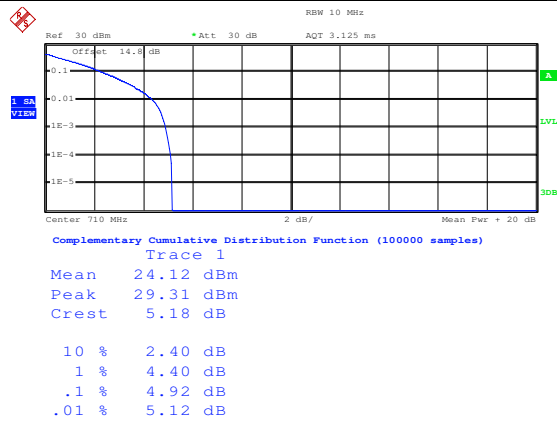 RBW 10 MHz
Ref 30 dBm *Att 30 dB AQT 3.125 ms
Offset 14.8 dB
0.1
A
0.01
1 SA
VIEW
LVL
1E-3
1E-4
1E-5
3DB
Center 710 MHz 2 dB/ Mean Pwr + 20 dB
Complementary Cumulative Distribution Function (100000 samples)
Trace 1
Mean 24.12 dBm
Peak 29.31 dBm
Crest 5.18 dB
10 % 2.40 dB
1 % 4.40 dB
.1 % 4.92 dB
.01 % 5.12 dB